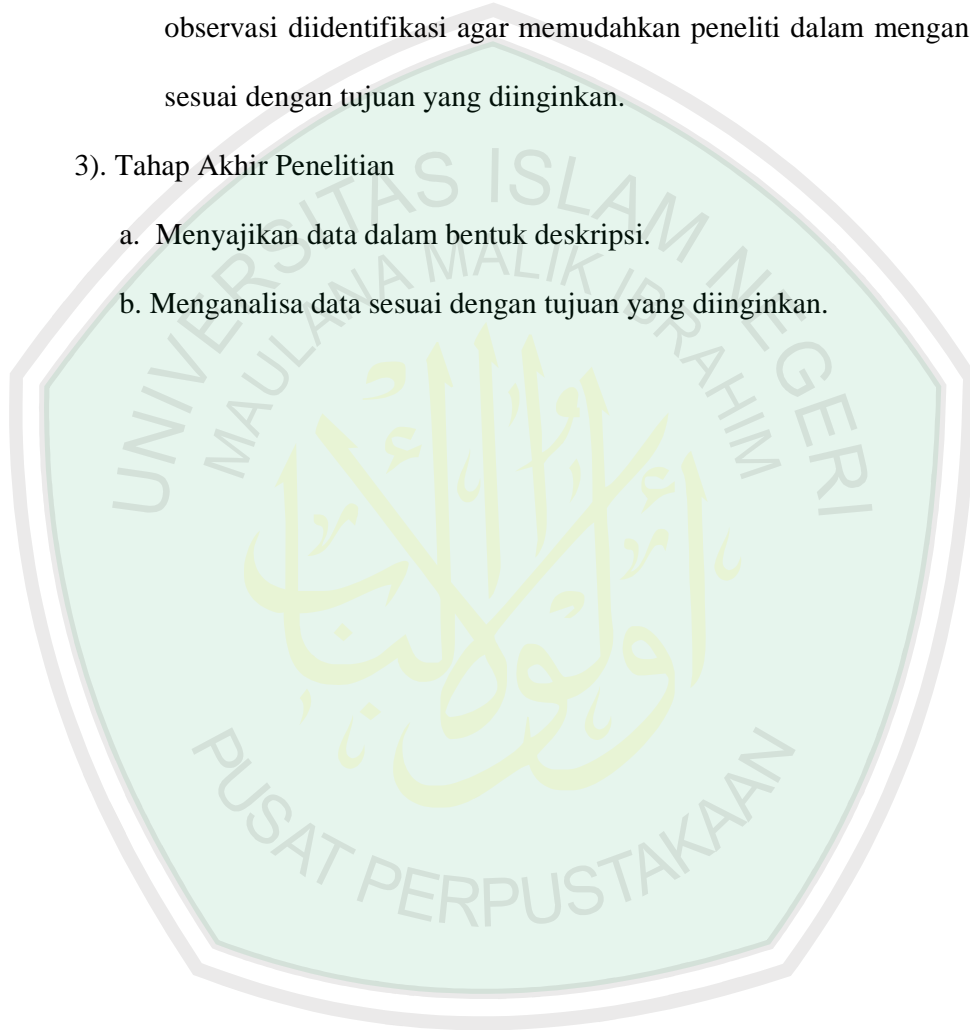 observasi diidentifikasi agar memudahkan peneliti dalam mengan
sesuai dengan tujuan yang diinginkan.
3). Tahap Akhir Penelitian
a. Menyajikan data dalam bentuk deskripsi.
b. Menganalisa data sesuai dengan tujuan yang diinginkan.
UNIVERSITAS ISLAM NEGERI
MAULANA MALIK IBRAHIM
PUSAT PERPUSTAKAAN